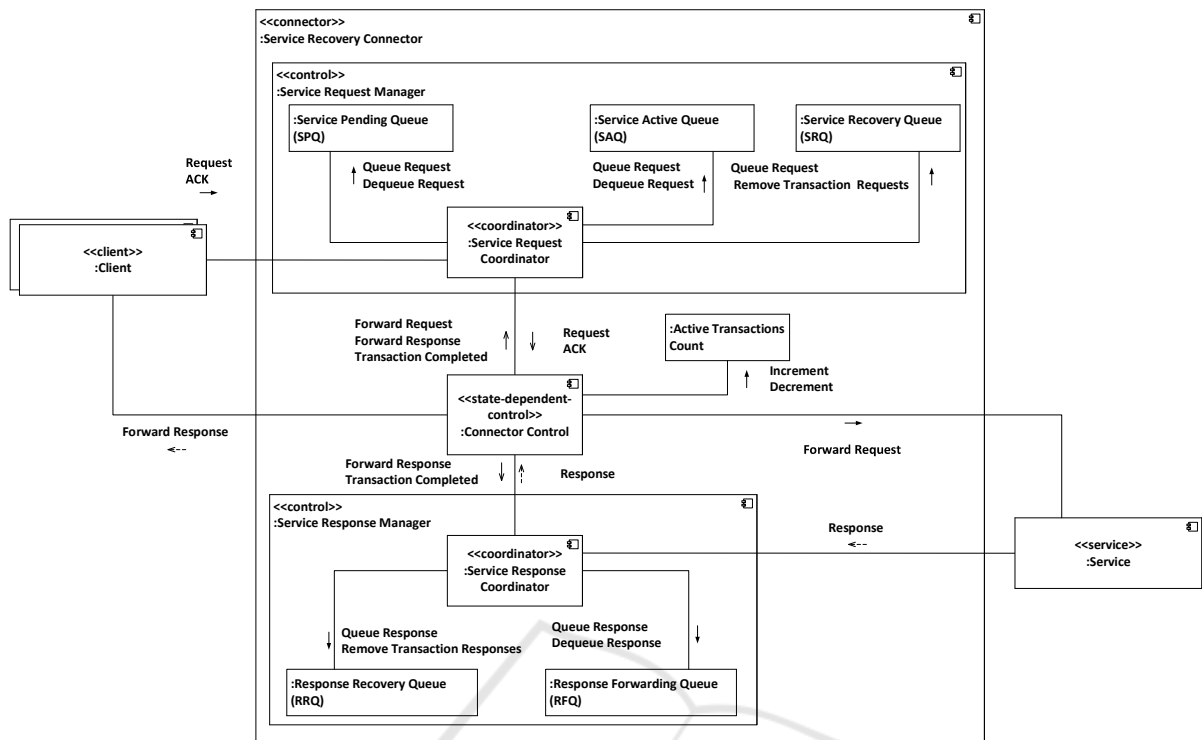 <<connector>>
:Service Recovery Connector
<<control>>
:Service Request Manager
:Service Pending Queue
(SPQ)
:Service Active Queue
(SAQ)
:Service Recovery Queue
(SRQ)
Request
ACK
Queue Request
Dequeue Request
Queue Request
Dequeue Request
Queue Request
Remove Transaction Requests
<<client>>
:Client
<<coordinator>>
:Service Request
Coordinator
Forward Request
Forward Response
Transaction Completed
Request
ACK
:Active Transactions
Count
Increment
Decrement
<<state-dependent-
control>>
:Connector Control
Forward Response
Forward Request
Forward Response
Transaction Completed
Response
<<control>>
:Service Response Manager
Response
<<coordinator>>
:Service Response
Coordinator
<<service>>
:Service
Queue Response
Remove Transaction Responses
Queue Response
Dequeue Response
:Response Recovery Queue
(RRQ)
:Response Forwarding Queue
(RFQ)